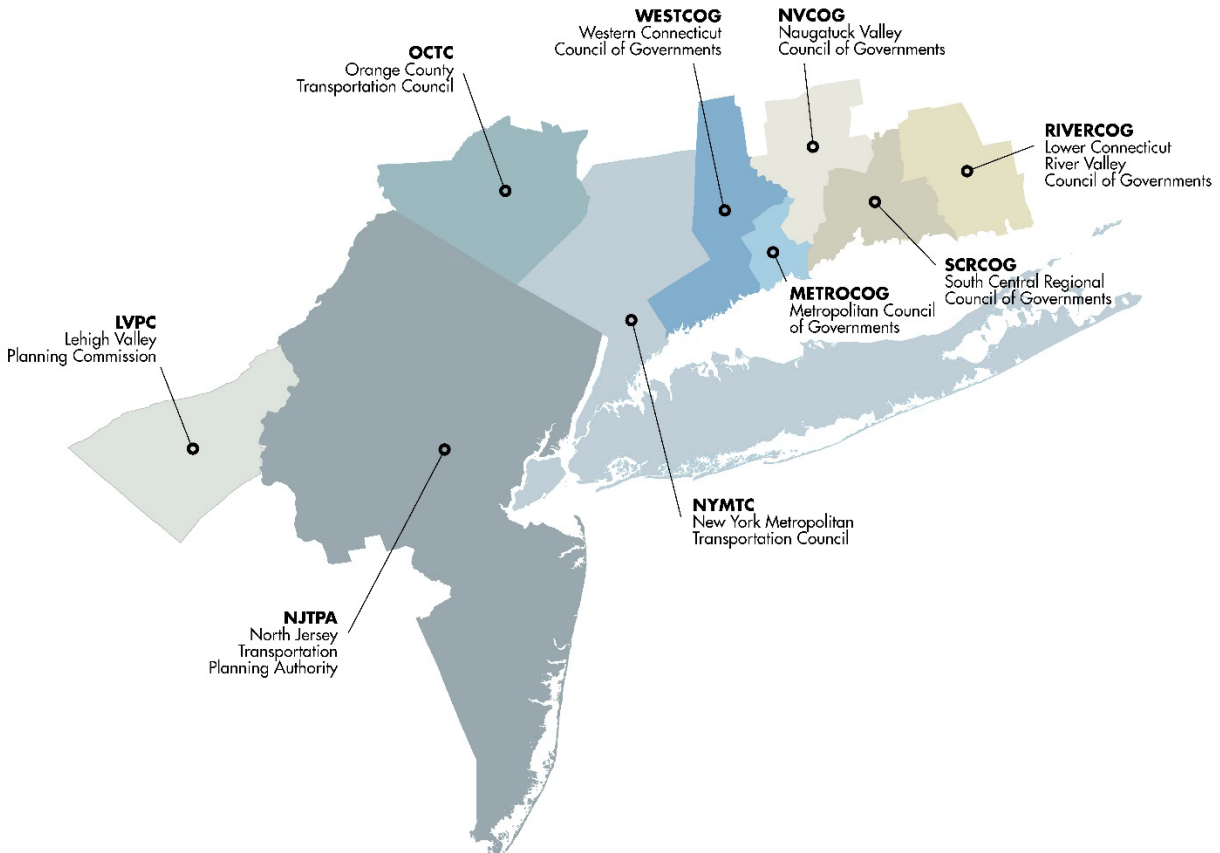 WESTCOG
Western Connecticut
Council of Governments
NVCOG
Naugatuck Valley
Council of Governments
OCTC
Orange County
Transportation Council
RIVERCOG
Lower Connecticut
River Valley
Council of Governments
SCRCOG
South Central Regional
Council of Governments
METROCOG
Metropolitan Council
of Governments
LVPC
Lehigh Valley
Planning Commission
NYMTC
New York Metropolitan
Transportation Council
NJTPA
North Jersey
Transportation
Planning Authority